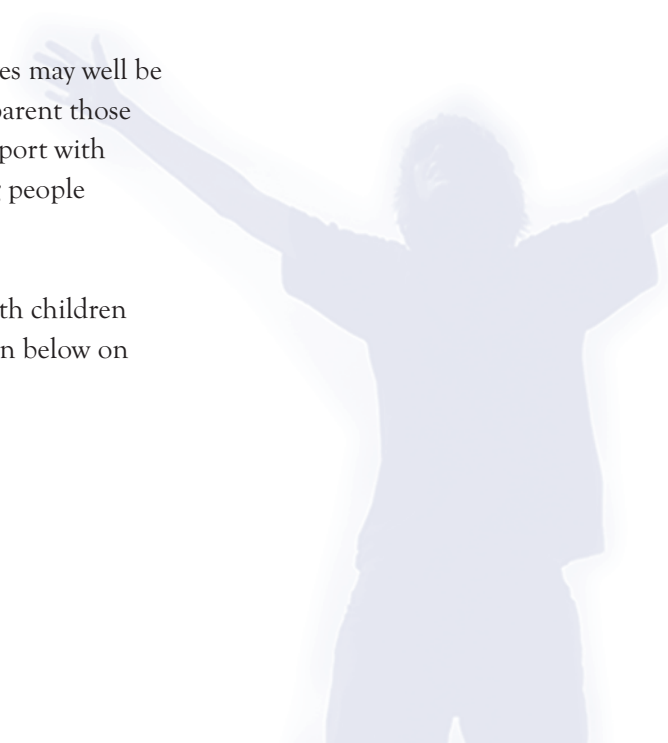 es may well be
parent those
port with
people
th children
n below on